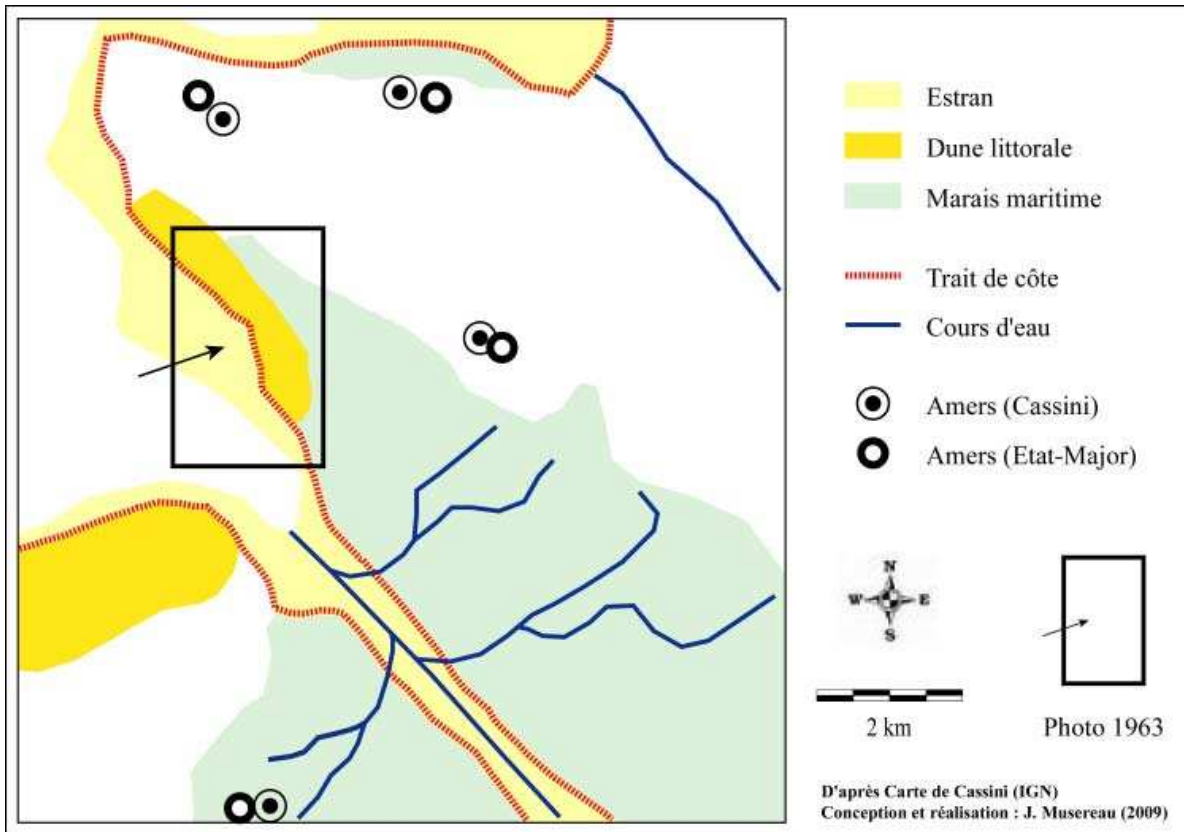 Estran
Dune littorale
Marais maritime
Trait de côte
Cours d'eau
Amers (Cassini)
Amers (Etat-Major)
N
W E
S
2 km
Photo 1963
D'après Carte de Cassini (IGN)
Conception et réalisation : J. Musereau (2009)